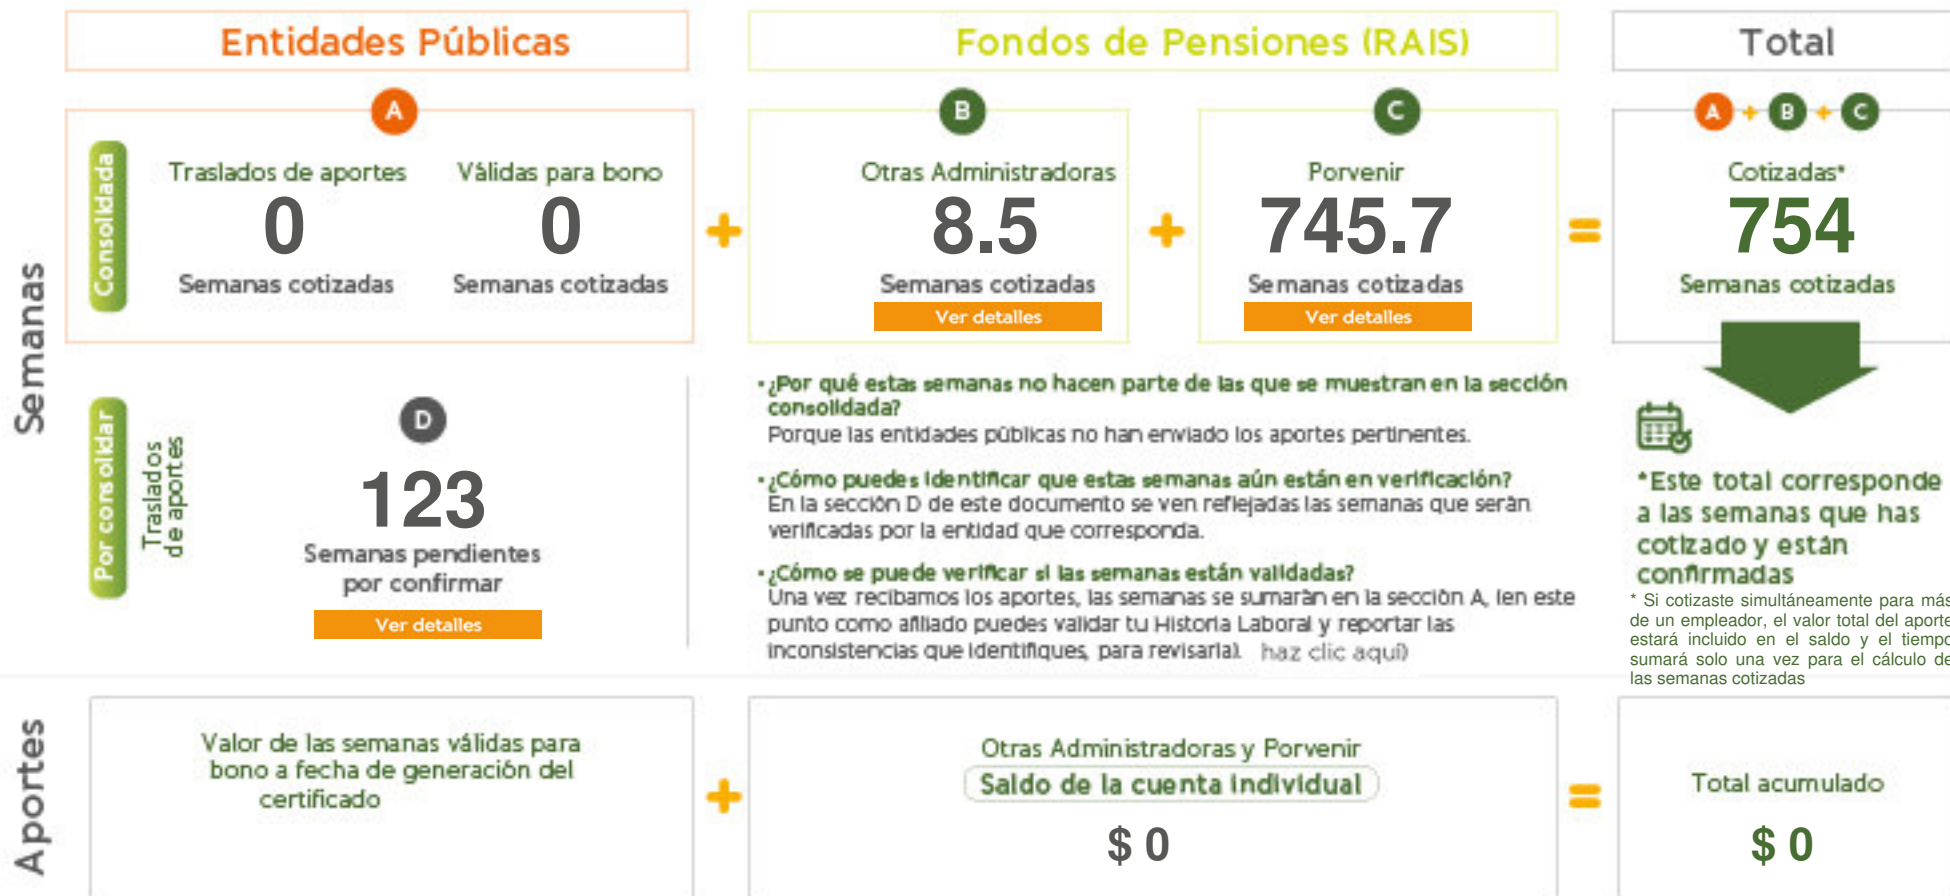 Entidades Públicas
Fondos de Pensiones (RAIS)
Total
Semanas
Consolidada
A
Traslados de aportes
0
Semanas cotizadas
Válidas para bono
0
Semanas cotizadas
+
B
Otras Administradoras
8.5
Semanas cotizadas
Ver detalles
+
C
Porvenir
745.7
Semanas cotizadas
Ver detalles
=
A + B + C
Cotizadas*
754
Semanas cotizadas
Por consolidar
Traslados
de aportes
D
123
Semanas pendientes
por confirmar
Ver detalles
• ¿Por qué estas semanas no hacen parte de las que se muestran en la sección
consolidada?
Porque las entidades públicas no han enviado los aportes pertinentes.
• ¿Cómo puedes identificar que estas semanas aún están en verificación?
En la sección D de este documento se ven reflejadas las semanas que serán
verificadas por la entidad que corresponda.
• ¿Cómo se puede verificar si las semanas están validadas?
Una vez recibamos los aportes, las semanas se sumarán en la sección A, (en este
punto como afiliado puedes validar tu Historia Laboral y reportar las
inconsistencias que identifiques, para revisarla). haz clic aquí)
*Este total corresponde
a las semanas que has
cotizado y están
confirmadas
* Si cotizaste simultáneamente para más
de un empleador, el valor total del aporte
estará incluido en el saldo y el tiempo
sumará solo una vez para el cálculo de
las semanas cotizadas
Aportes
Valor de las semanas válidas para
bono a fecha de generación del
certificado
+
Otras Administradoras y Porvenir
Saldo de la cuenta individual
$ 0
=
Total acumulado
$ 0